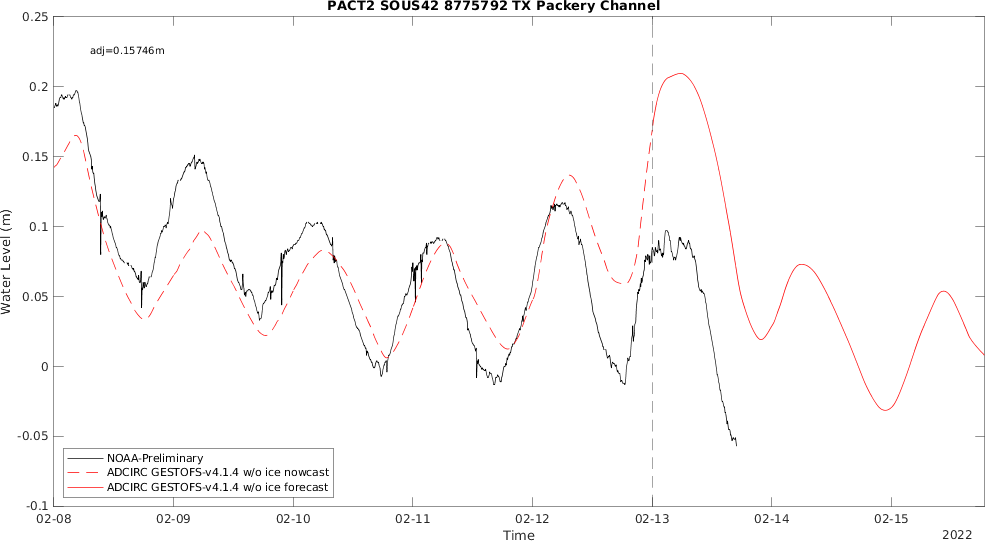 PACT2 SOUS42 8775792 TX Packery Channel
0.25
adj=0.15746m
0.2
0.15
0.1
0.05
0
-0.05
-0.1
Water Level (m)
NOAA-Preliminary
ADCIRC GESTOFS-v4.1.4 w/o ice nowcast
ADCIRC GESTOFS-v4.1.4 w/o ice forecast
02-08 02-09 02-10 02-11 02-12 02-13 02-14 02-15
Time
2022